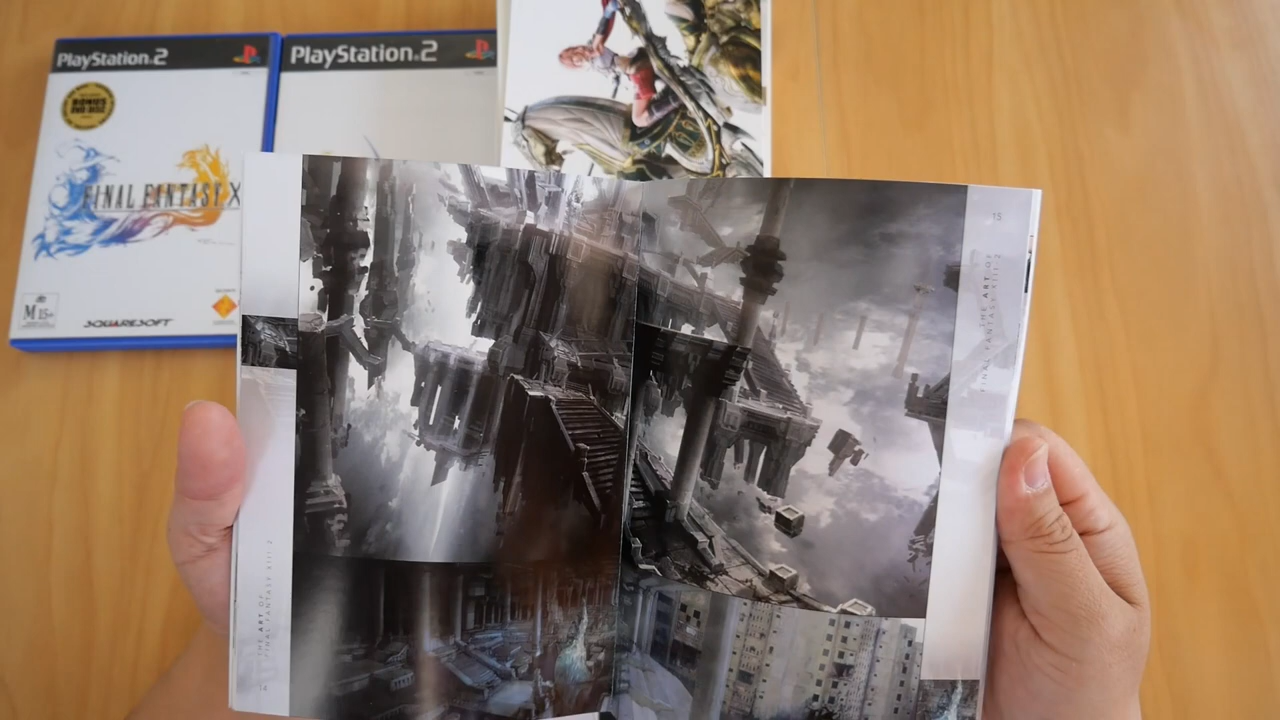 PlayStation®2
PlayStation®2
BONUS
DVD DISC
FINAL FANTASY X
M 15+
SQUARESOFT
15
THE ART OF
FINAL FANTASY XIII-2
THE ART OF
FINAL FANTASY XIII-2